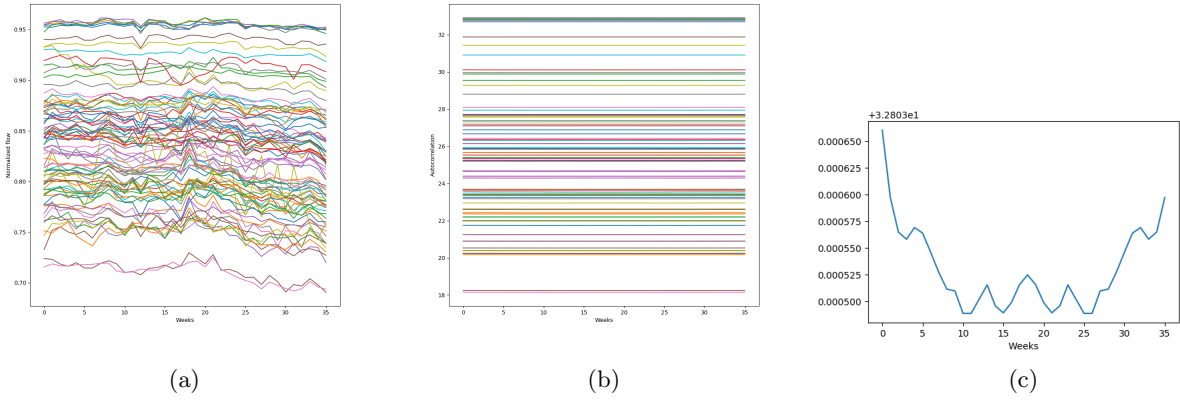 0.95
0.90
0.85
0.80
0.75
0.70
Normalized flow
0 5 10 15 20 25 30 35
Weeks
(a)
32
30
28
26
24
22
20
18
Autocorrelation
0 5 10 15 20 25 30 35
Weeks
(b)
+3.2803e1
0.000650
0.000625
0.000600
0.000575
0.000550
0.000525
0.000500
0 5 10 15 20 25 30 35
Weeks
(c)